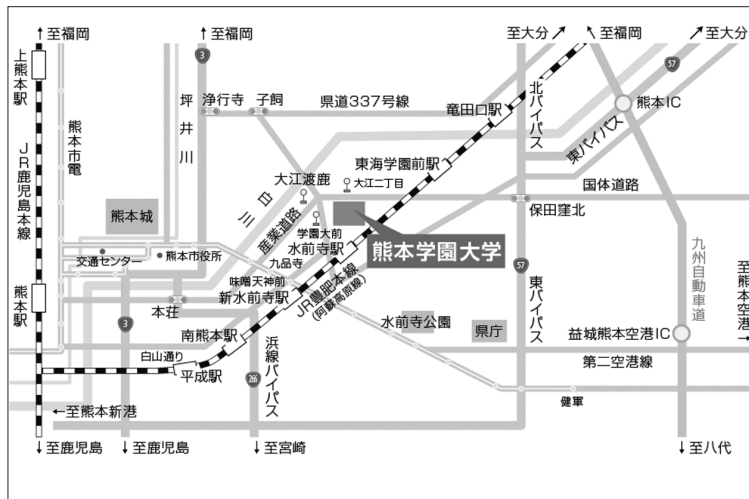 ↑至福岡
↑至福岡
至大分↗
↖至福岡
至大分↗
上熊本駅
JR鹿児島本線
熊本市電
坪井川
3
浄行寺
子飼
県道337号線
竜田口駅
北バイパス
57
熊本IC
東バイパス
東海学園前駅
大江渡鹿
大江二丁目
国体道路
保田窪北
熊本城
産業道路
学園大前
水前寺駅
熊本学園大学
交通センター
熊本市役所
九品寺
味噌天神前
新水前寺駅
JR豊肥本線
(阿蘇高原線)
57
東バイパス
九州自動車道
至熊本空港→
熊本駅
本荘
3
南熊本駅
水前寺公園
県庁
益城熊本空港IC
第二空港線
白山通り
平成駅
浜線バイパス
266
健軍
←至熊本新港
↓至鹿児島
↓至鹿児島
↓至宮崎
↓至八代